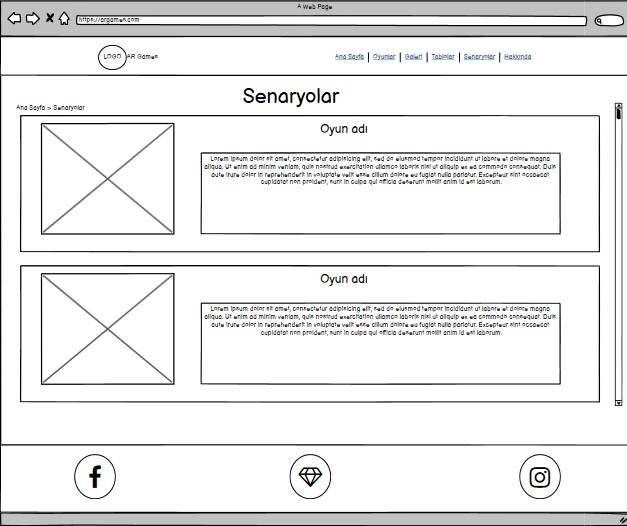 A Web Page
https://argames.com
LOGO AR Games
Ana Sayfa | Oyunlar | Galeri | Tablolar | Senaryolar | Hakkında
Senaryolar
Ana Sayfa > Senaryolar
Oyun adı
Lorem ipsum dolor sit amet, consectetur adipisicing elit, sed do eiusmod tempor incididunt ut labore et dolore magna
aliqua. Ut enim ad minim veniam, quis nostrud exercitation ullamco laboris nisi ut aliquip ex ea commodo consequat. Duis
aute irure dolor in reprehenderit in voluptate velit esse cillum dolore eu fugiat nulla pariatur. Excepteur sint occaecat
cupidatat non proident, sunt in culpa qui officia deserunt mollit anim id est laborum.
Oyun adı
Lorem ipsum dolor sit amet, consectetur adipisicing elit, sed do eiusmod tempor incididunt ut labore et dolore magna
aliqua. Ut enim ad minim veniam, quis nostrud exercitation ullamco laboris nisi ut aliquip ex ea commodo consequat. Duis
aute irure dolor in reprehenderit in voluptate velit esse cillum dolore eu fugiat nulla pariatur. Excepteur sint occaecat
cupidatat non proident, sunt in culpa qui officia deserunt mollit anim id est laborum.